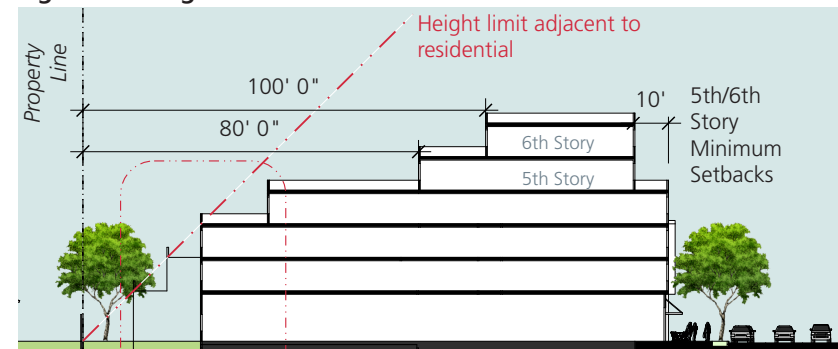 Height limit adjacent to
residential
Property
Line
100' 0"
80' 0"
10'
5th/6th
Story
Minimum
Setbacks
6th Story
5th Story